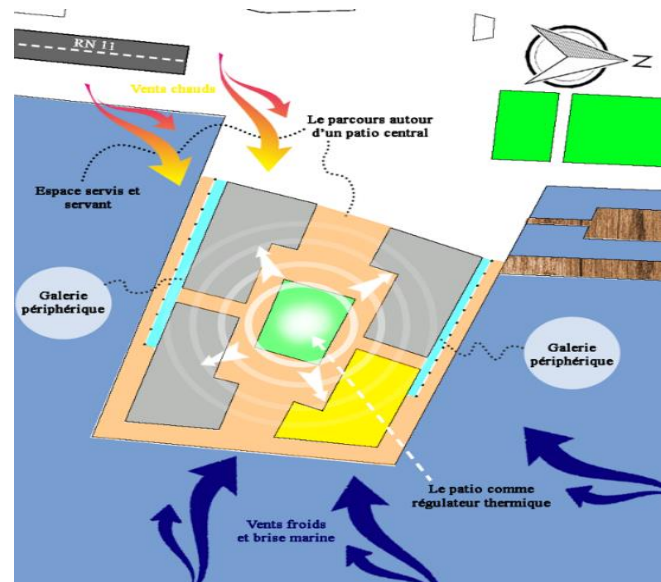 RN 11
N
Vents chauds
Le parcours autour
d'un patio central
Espace servis et
servant
Galerie
périphérique
Galerie
périphérique
Le patio comme
régulateur thermique
Vents froids
et brise marine